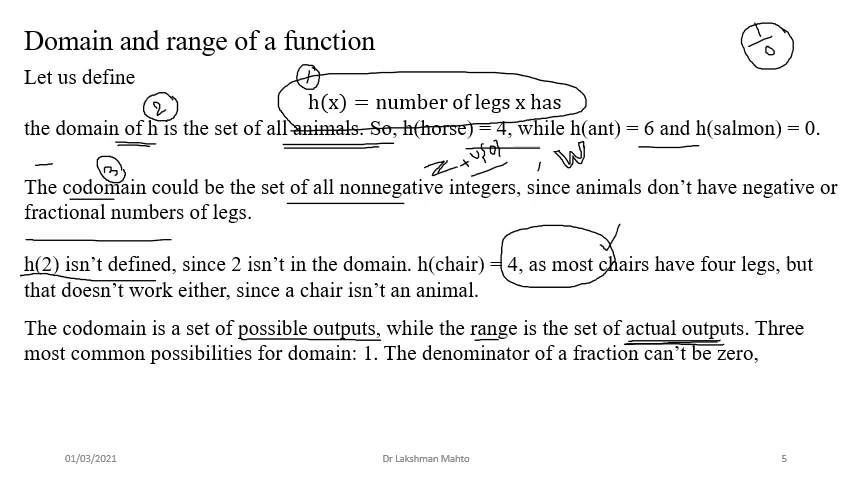 Domain and range of a function
1/0
Let us define
1
h(x) = number of legs x has
2
the domain of h is the set of all animals. So, h(horse) = 4, while h(ant) = 6 and h(salmon) = 0.
Z+ ∪{0} , W
3
The codomain could be the set of all nonnegative integers, since animals don’t have negative or
fractional numbers of legs.
h(2) isn’t defined, since 2 isn’t in the domain. h(chair) = 4, as most chairs have four legs, but
that doesn’t work either, since a chair isn’t an animal.
The codomain is a set of possible outputs, while the range is the set of actual outputs. Three
most common possibilities for domain: 1. The denominator of a fraction can’t be zero,
01/03/2021 Dr Lakshman Mahto 5